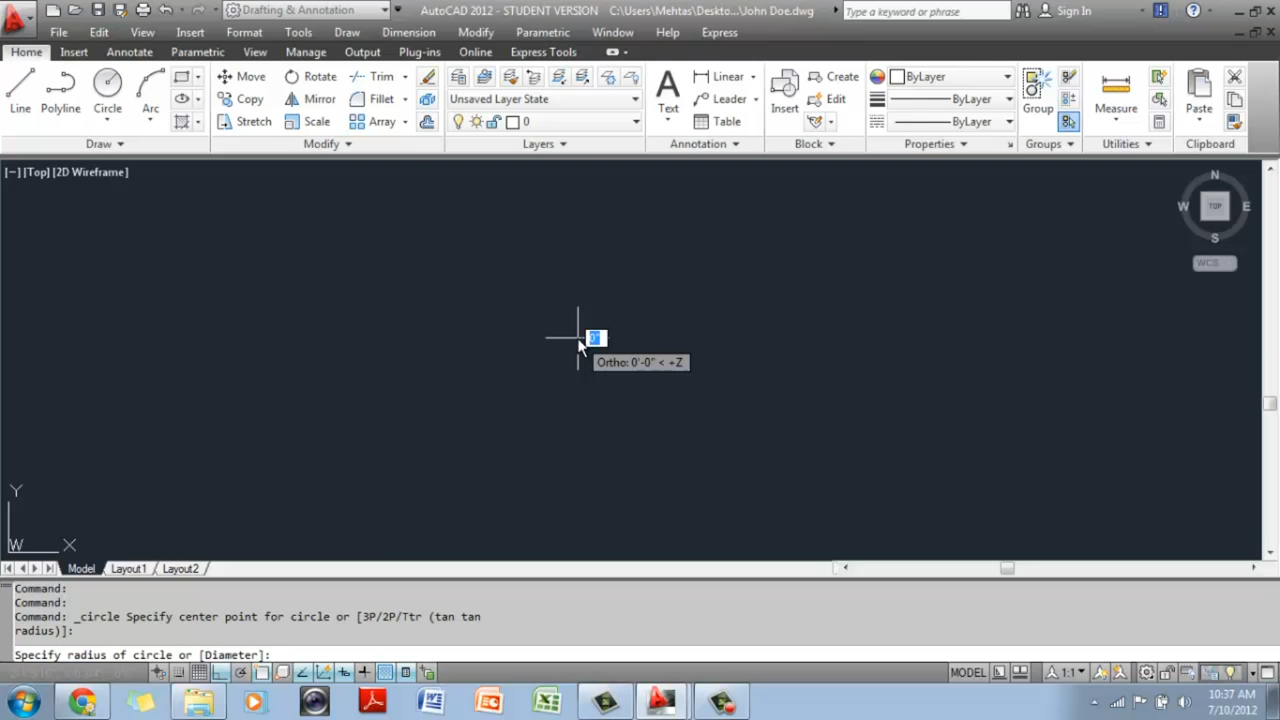 Drafting & Annotation
AutoCAD 2012 - STUDENT VERSION C:\Users\Mehtas\Deskto...\John Doe.dwg
Type a keyword or phrase
Sign In
File Edit View Insert Format Tools Draw Dimension Modify Parametric Window Help Express
Home Insert Annotate Parametric View Manage Output Plug-ins Online Express Tools
Line Polyline Circle Arc
Move Rotate Trim
Copy Mirror Fillet
Stretch Scale Array
Unsaved Layer State
0
Text Linear
Leader
Table
Insert Create
Edit
ByLayer
ByLayer
ByLayer
Group Measure Paste
Draw Modify Layers Annotation Block Properties Groups Utilities Clipboard
[−] [Top] [2D Wireframe]
N
W TOP E
S
WCS
0"
Ortho: 0'-0" < +Z
Y
W X
Model Layout1 Layout2
Command:
Command:
Command: _circle Specify center point for circle or [3P/2P/Ttr (tan tan
radius)]:
Specify radius of circle or [Diameter]:
MODEL 1:1
10:37 AM
7/10/2012